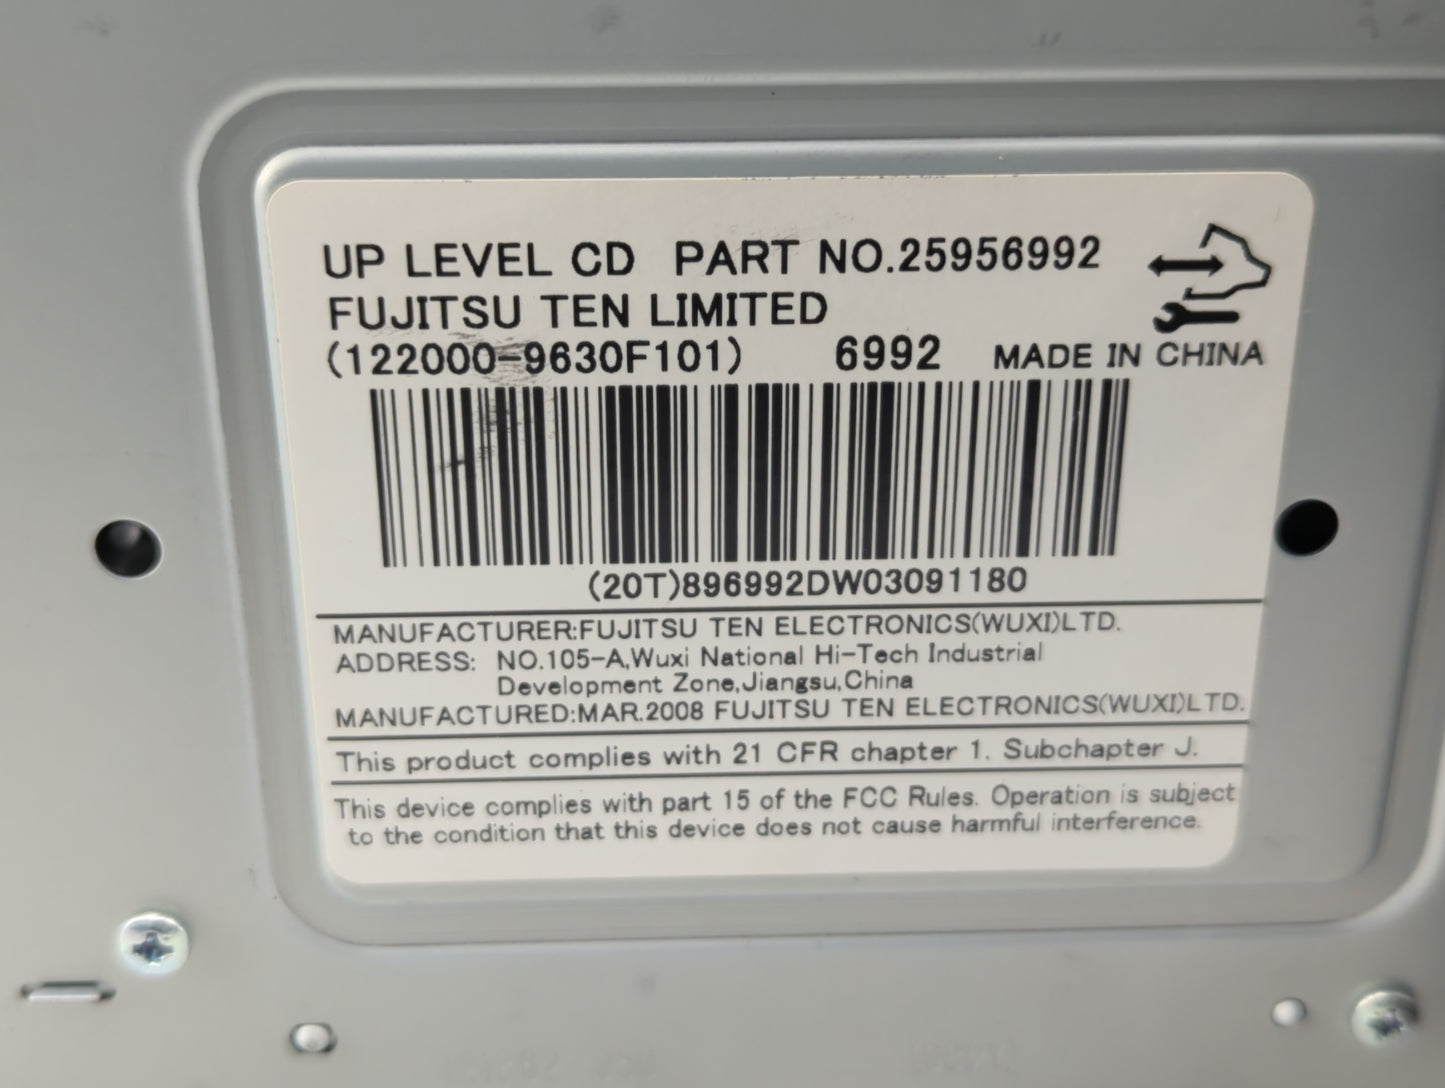 UP LEVEL CD PART NO.25956992
FUJITSU TEN LIMITED
(122000-9630F101) 6992 MADE IN CHINA
(20T)896992DW03091180
MANUFACTURER:FUJITSU TEN ELECTRONICS(WUXI)LTD.
ADDRESS: NO.105-A,Wuxi National Hi-Tech Industrial
Development Zone,Jiangsu,China
MANUFACTURED:MAR.2008 FUJITSU TEN ELECTRONICS(WUXI)LTD.
This product complies with 21 CFR chapter 1. Subchapter J.
This device complies with part 15 of the FCC Rules. Operation is subject
to the condition that this device does not cause harmful interference.